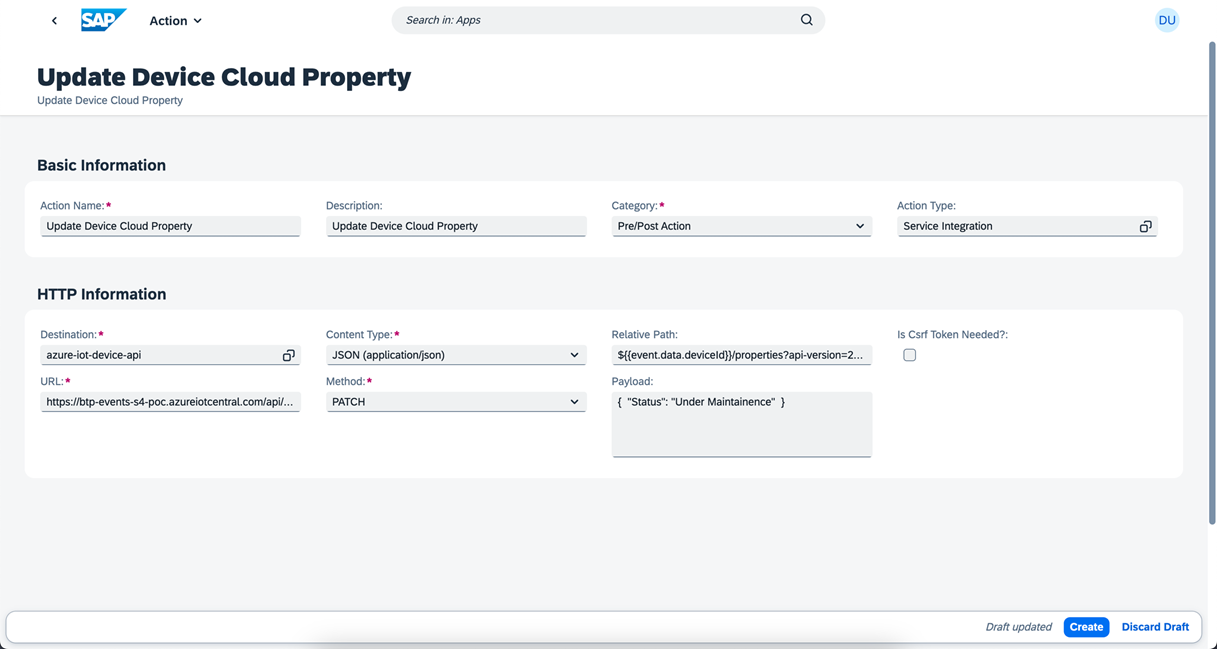 SAP
Action
Search in: Apps
DU
Update Device Cloud Property
Update Device Cloud Property
Basic Information
Action Name:*
Description:
Category:*
Action Type:
Update Device Cloud Property
Update Device Cloud Property
Pre/Post Action
Service Integration
HTTP Information
Destination:*
Content Type:*
Relative Path:
Is Csrf Token Needed?:
azure-iot-device-api
JSON (application/json)
${{event.data.deviceId}}/properties?api-version=2...
URL:*
Method:*
Payload:
https://btp-events-s4-poc.azureiotcentral.com/api/...
PATCH
{ "Status": "Under Maintainence" }
Draft updated
Create
Discard Draft